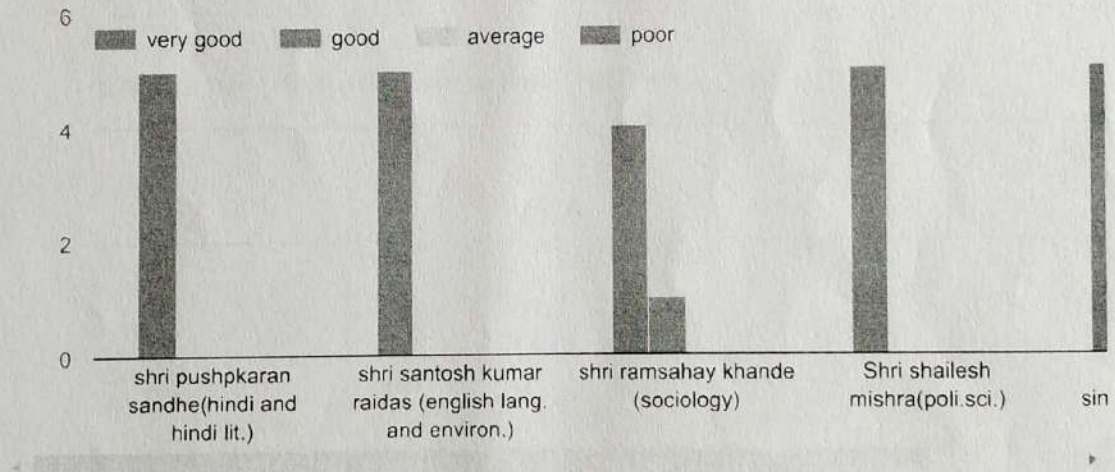 6
very good good average poor
4
2
0
shri pushpkaran
sandhe(hindi and
hindi lit.)
shri santosh kumar
raidas (english lang.
and environ.)
shri ramsahay khande
(sociology)
Shri shailesh
mishra(poli.sci.)
sin